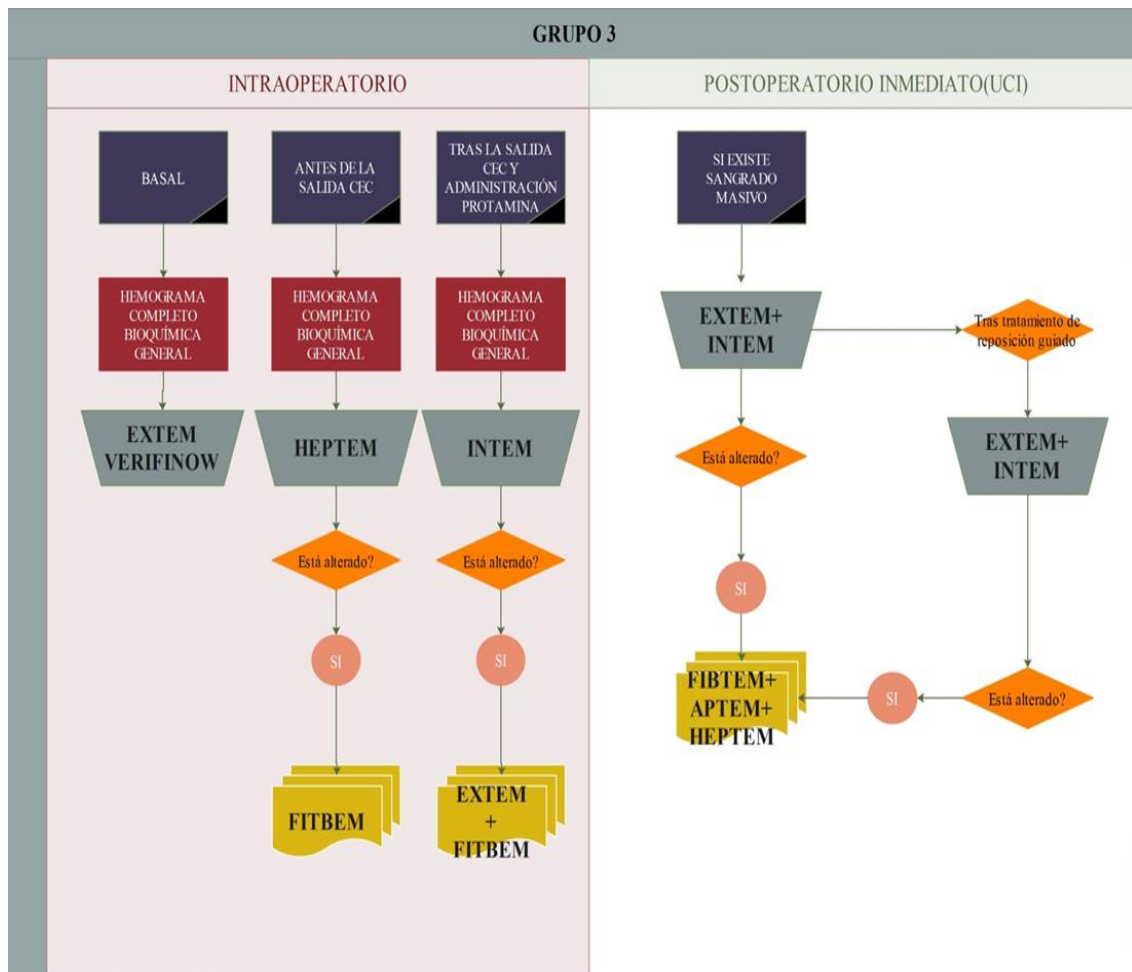 GRUPO 3
INTRAOPERATORIO
POSTOPERATORIO INMEDIATO(UCI)
BASAL
HEMOGRAMA
COMPLETO
BIOQUÍMICA
GENERAL
EXTEM
VERIFINOW
ANTES DE LA
SALIDA CEC
HEMOGRAMA
COMPLETO
BIOQUÍMICA
GENERAL
HEPTEM
Está alterado?
SI
FITBEM
TRAS LA SALIDA
CEC Y
ADMINISTRACIÓN
PROTAMINA
HEMOGRAMA
COMPLETO
BIOQUÍMICA
GENERAL
INTEM
Está alterado?
SI
EXTEM
+
FITBEM
SI EXISTE
SANGRADO
MASIVO
EXTEM+
INTEM
Está alterado?
SI
FIBTEM+
APTEM+
HEPTEM
Tras tratamiento de
reposición guiado
EXTEM+
INTEM
Está alterado?
SI